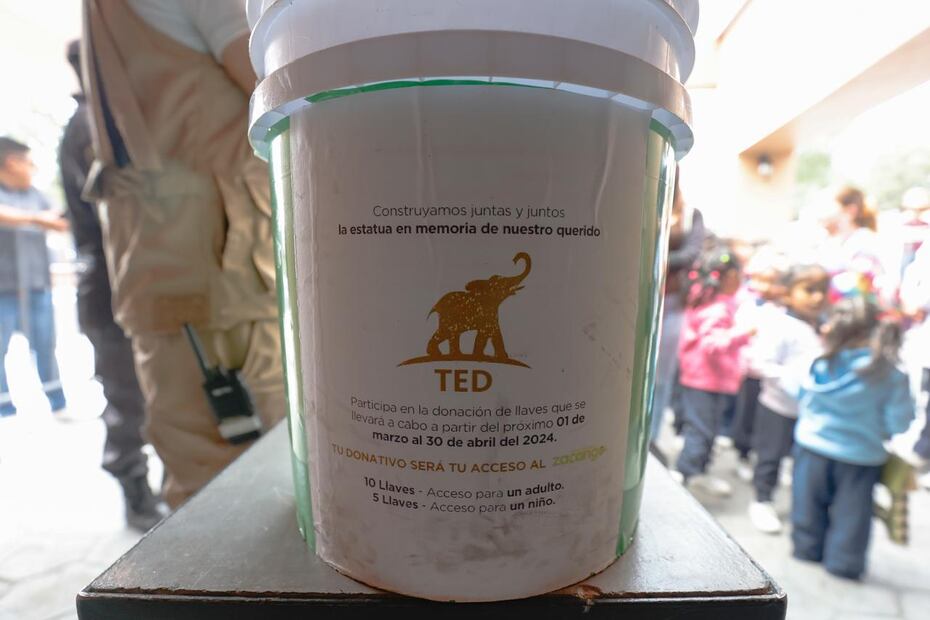 Construyamos juntas y juntos
la estatua en memoria de nuestro querido
TED
Participa en la donación de llaves que se
llevará a cabo a partir del próximo 01 de
marzo al 30 de abril del 2024.
TU DONATIVO SERÁ TU ACCESO AL zacango
10 Llaves - Acceso para un adulto.
5 Llaves - Acceso para un niño.